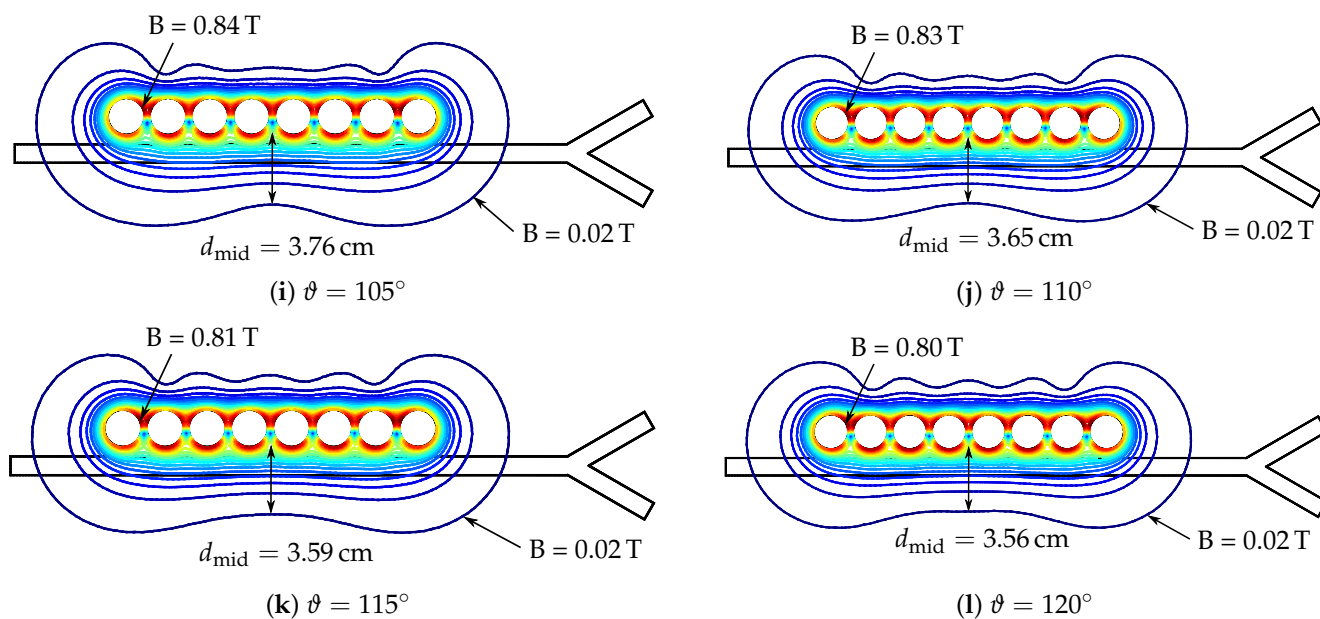 B = 0.84 T
B = 0.02 T
d_mid = 3.76 cm
(i) ϑ = 105°
B = 0.83 T
B = 0.02 T
d_mid = 3.65 cm
(j) ϑ = 110°
B = 0.81 T
B = 0.02 T
d_mid = 3.59 cm
(k) ϑ = 115°
B = 0.80 T
B = 0.02 T
d_mid = 3.56 cm
(l) ϑ = 120°